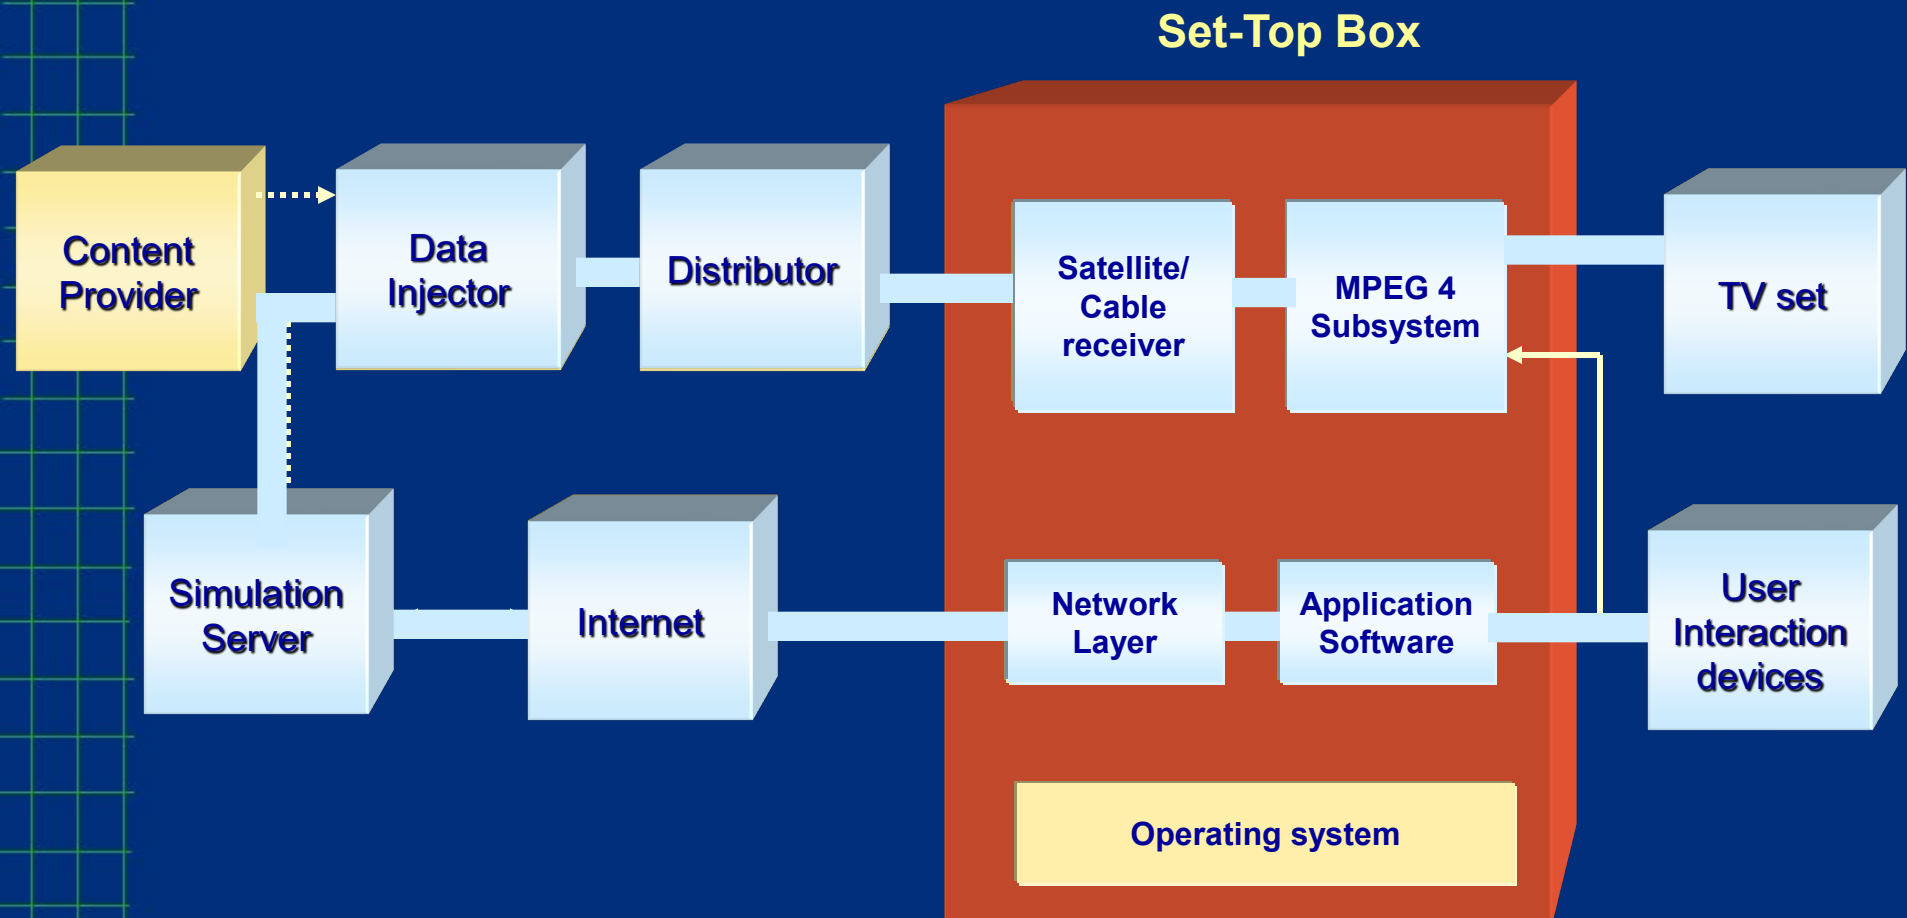 Set-Top Box
Content
Provider
Data
Injector
Distributor
Satellite/
Cable
receiver
MPEG 4
Subsystem
TV set
Simulation
Server
Internet
Network
Layer
Application
Software
User
Interaction
devices
Operating system